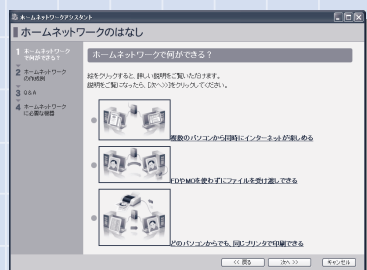 ホームネットワークアシスタント
ホームネットワークのはなし
1 ホームネットワーク
で何ができる？
2 ホームネットワーク
の作成例
3 Q&A
4 ホームネットワーク
に必要な機器
ホームネットワークで何ができる？
絵をクリックすると、詳しい説明をご覧いただけます。
説明をご覧になったら、[次へ>>]をクリックしてください。
複数のパソコンから同時にインターネットが楽しめる
FDやMOを使わずにファイルを受け渡しできる
どのパソコンからでも、同じプリンタで印刷できる
<< 戻る
次へ >>
キャンセル